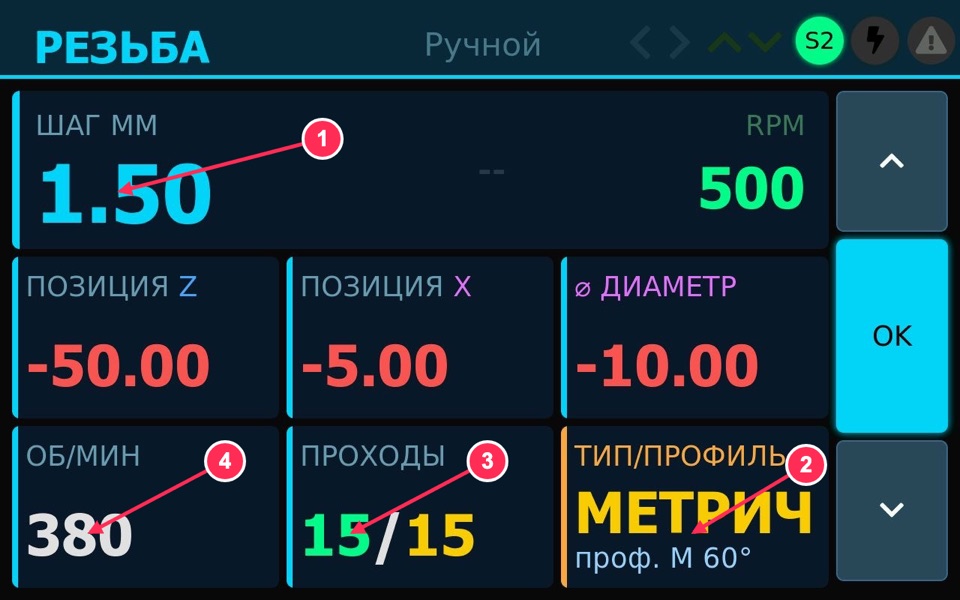 РЕЗЬБА
Ручной
S2
ШАГ ММ
1
RPM
1.50
--
500
ПОЗИЦИЯ Z
ПОЗИЦИЯ X
⌀ ДИАМЕТР
OK
-50.00
-5.00
-10.00
ОБ/МИН
4
ПРОХОДЫ
3
ТИП/ПРОФИЛЬ
2
380
15/15
МЕТРИЧ
проф. M 60°